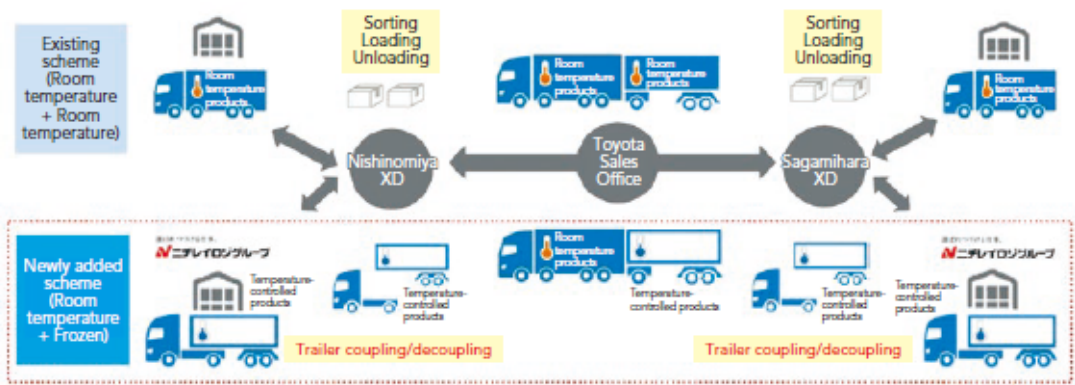 Existing
scheme
(Room
temperature
+ Room
temperature)
Room
temperature
products
Sorting
Loading
Unloading
Room
temperature
products
Room
temperature
products
Sorting
Loading
Unloading
Room
temperature
products
Nishinomiya
XD
Toyota
Sales
Office
Sagamihara
XD
Newly added
scheme
(Room
temperature
+ Frozen)
ニチレイロジグループ
Temperature-
controlled
products
Temperature-
controlled
products
Room
temperature
products
Temperature-
controlled products
Temperature-
controlled
products
Temperature-
controlled
products
ニチレイロジグループ
Trailer coupling/decoupling
Trailer coupling/decoupling